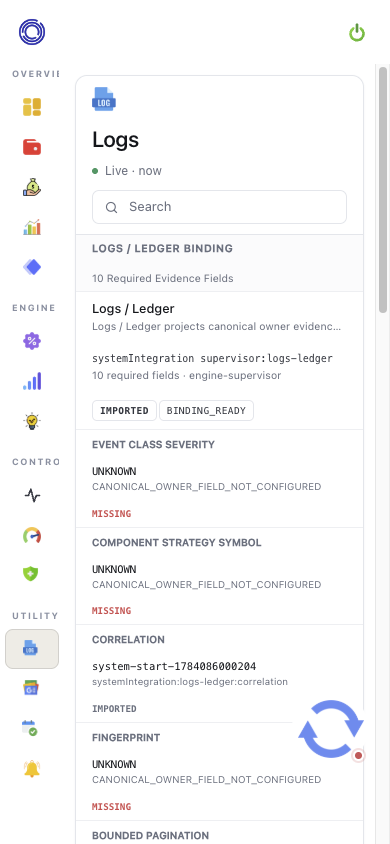 OVERVIE
ENGINE
CONTRO
UTILITY
LOG
Logs
Live · now
Search
LOGS / LEDGER BINDING
10 Required Evidence Fields
Logs / Ledger
Logs / Ledger projects canonical owner evidenc...
systemIntegration supervisor:logs-ledger
10 required fields · engine-supervisor
IMPORTED BINDING_READY
EVENT CLASS SEVERITY
UNKNOWN
CANONICAL_OWNER_FIELD_NOT_CONFIGURED
MISSING
COMPONENT STRATEGY SYMBOL
UNKNOWN
CANONICAL_OWNER_FIELD_NOT_CONFIGURED
MISSING
CORRELATION
system-start-1784086000204
systemIntegration:logs-ledger:correlation
IMPORTED
FINGERPRINT
UNKNOWN
CANONICAL_OWNER_FIELD_NOT_CONFIGURED
MISSING
BOUNDED PAGINATION